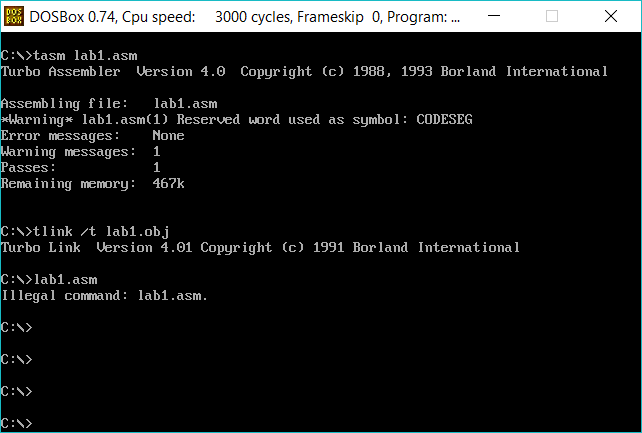 DOS BOX DOSBox 0.74, Cpu speed: 3000 cycles, Frameskip 0, Program: ...
C:\>tasm lab1.asm
Turbo Assembler Version 4.0 Copyright (c) 1988, 1993 Borland International
Assembling file: lab1.asm
*Warning* lab1.asm(1) Reserved word used as symbol: CODESEG
Error messages: None
Warning messages: 1
Passes: 1
Remaining memory: 467k
C:\>tlink /t lab1.obj
Turbo Link Version 4.01 Copyright (c) 1991 Borland International
C:\>lab1.asm
Illegal command: lab1.asm.
C:\>
C:\>
C:\>
C:\>